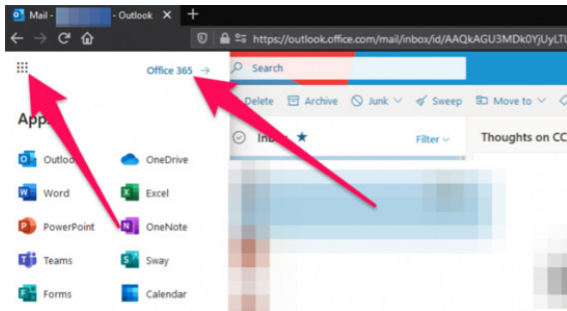 Mail - - Outlook
https://outlook.office.com/mail/inbox/id/AAQkAGU3MDk0YjUyLTU
Office 365 → Search
Delete Archive Junk Sweep Move to
Inbox Filter Thoughts on CC
Apps
Outlook OneDrive
Word Excel
PowerPoint OneNote
Teams Sway
Forms Calendar